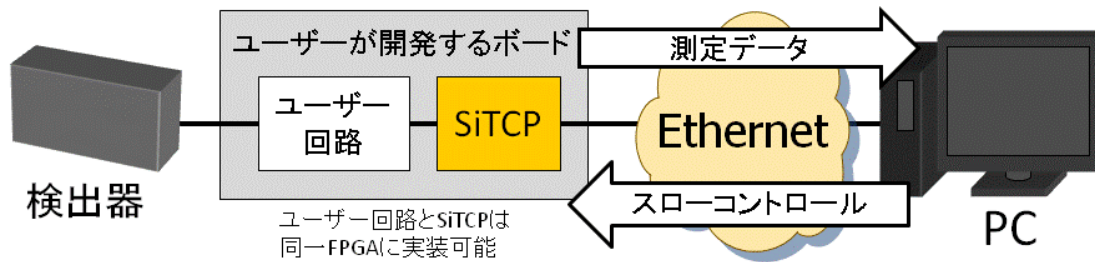 ユーザーが開発するボード
測定データ
ユーザー
回路
SiTCP
Ethernet
検出器
スローコントロール
PC
ユーザー回路とSiTCPは
同一FPGAに実装可能